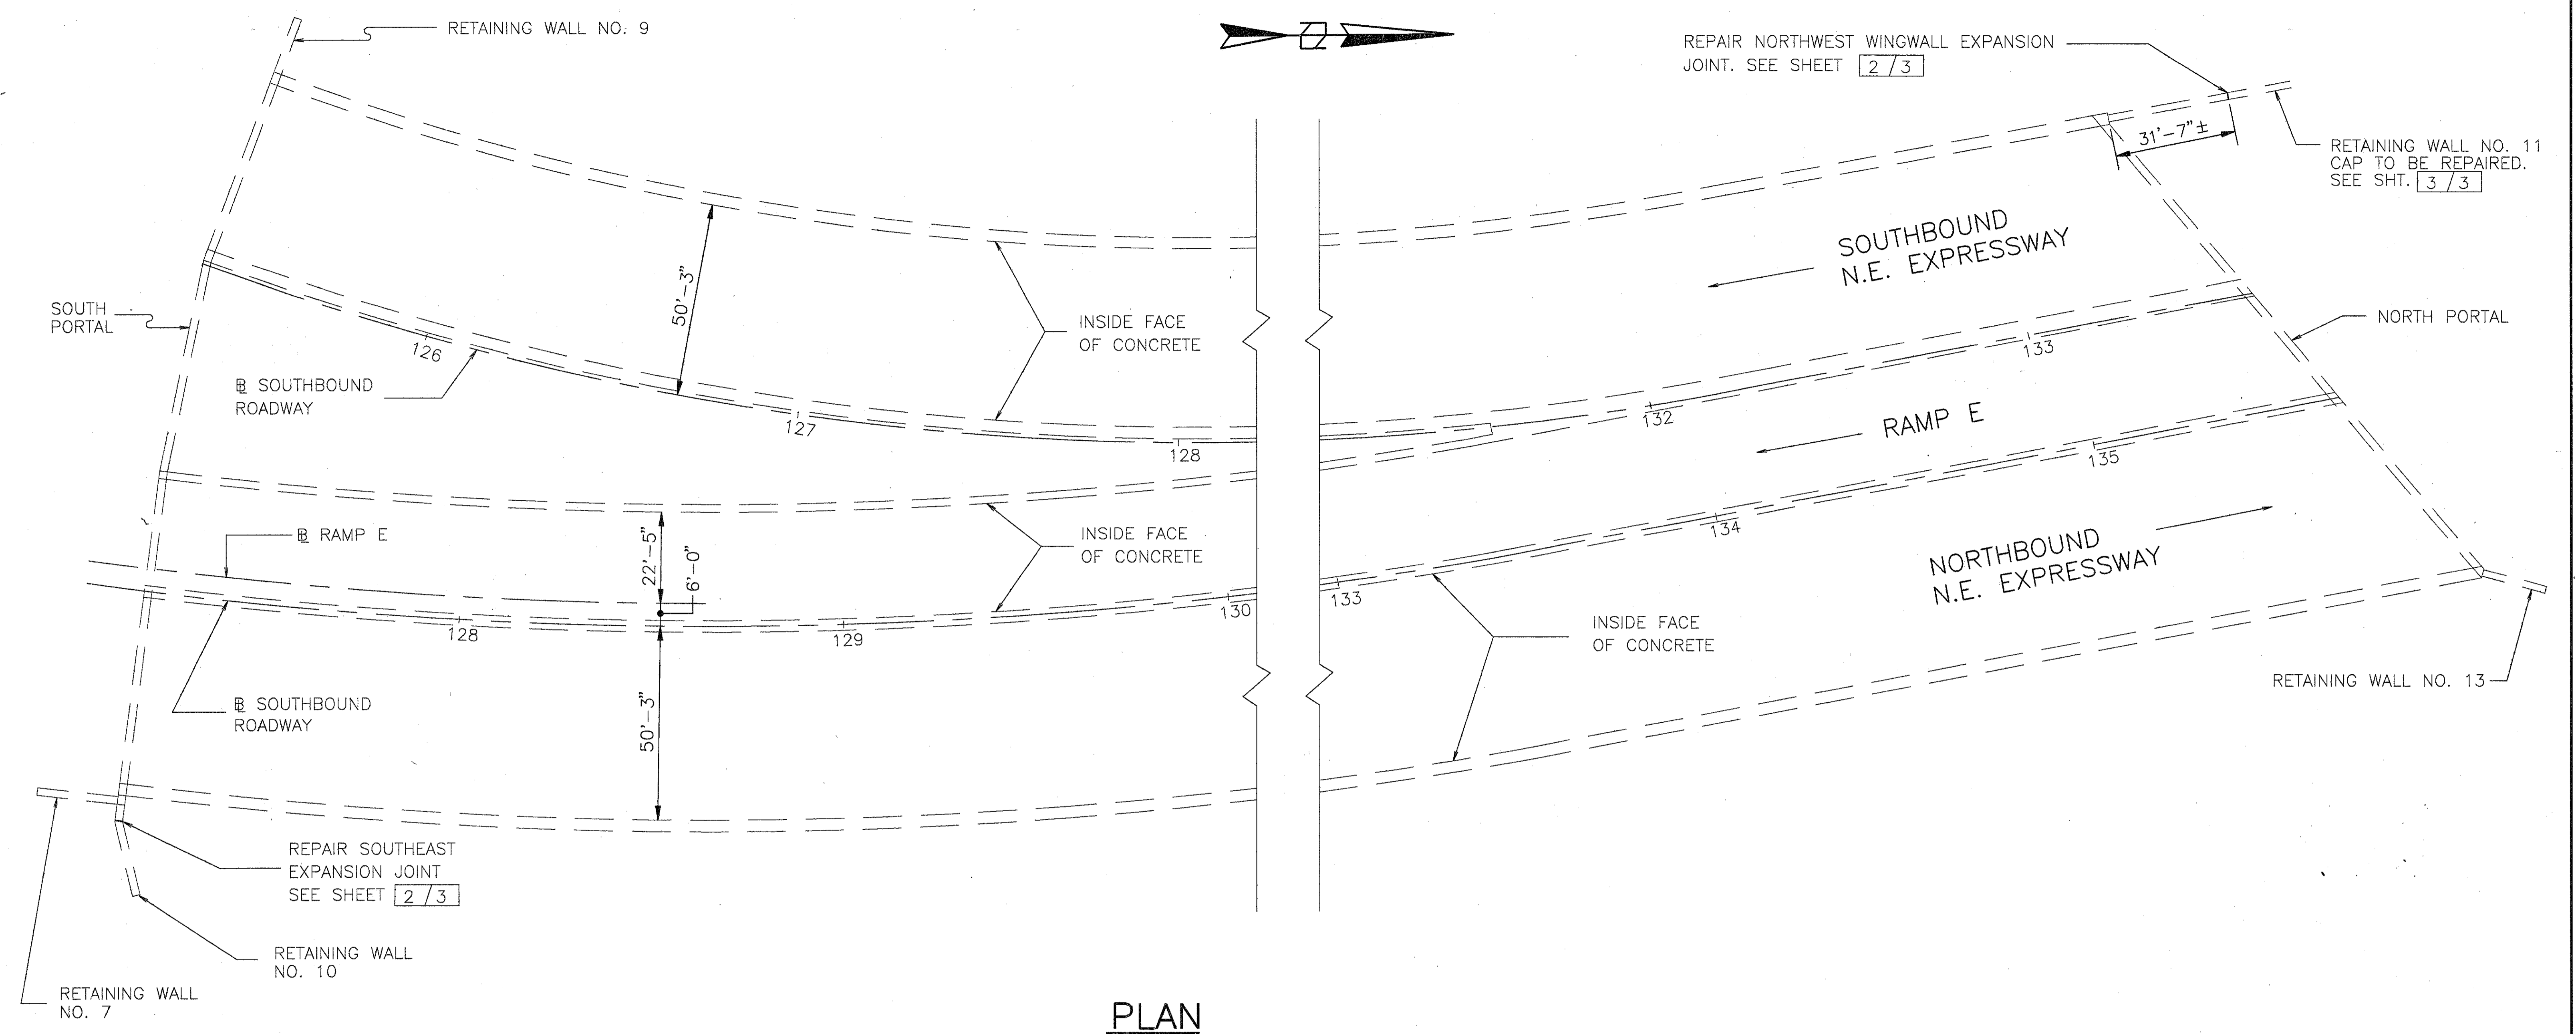 RETAINING WALL NO. 9
REPAIR NORTHWEST WINGWALL EXPANSION
JOINT. SEE SHEET 2/3
31'-7"±
RETAINING WALL NO. 11
CAP TO BE REPAIRED.
SEE SHT. 3/3
SOUTHBOUND
N.E. EXPRESSWAY
SOUTH
PORTAL
50'-3"
INSIDE FACE
OF CONCRETE
NORTH PORTAL
126
133
℄ SOUTHBOUND
ROADWAY
127
128
132
RAMP E
135
℄ RAMP E
22'-5"
6'-0"
INSIDE FACE
OF CONCRETE
134
NORTHBOUND
N.E. EXPRESSWAY
128
129
130
133
INSIDE FACE
OF CONCRETE
℄ SOUTHBOUND
ROADWAY
50'-3"
RETAINING WALL NO. 13
REPAIR SOUTHEAST
EXPANSION JOINT
SEE SHEET 2/3
RETAINING WALL
NO. 10
RETAINING WALL
NO. 7
PLAN